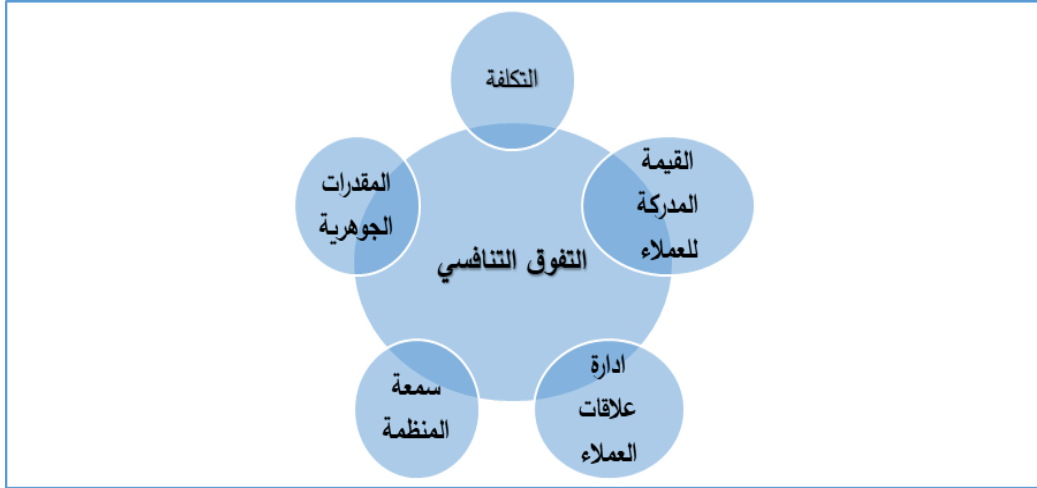 التكلفة
القيمة
المدركة
للعملاء
المقدرات
الجوهرية
التفوق التنافسي
ادارة
علاقات
العملاء
سمعة
المنظمة